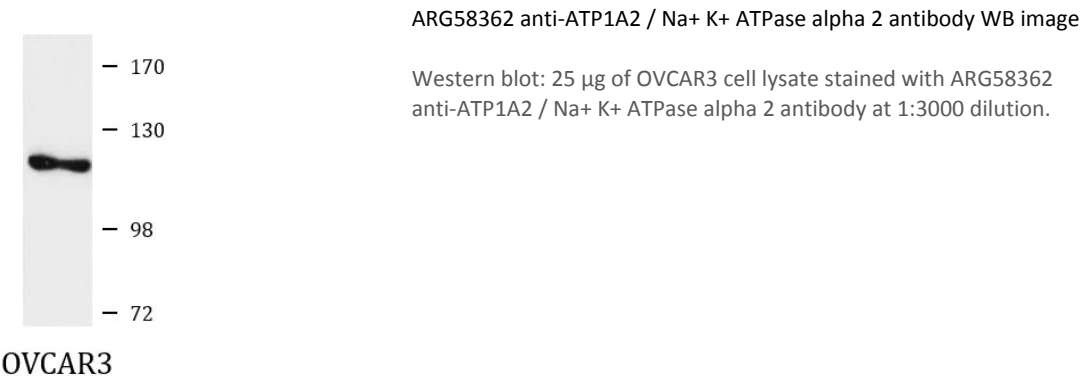 ARG58362 anti-ATP1A2 / Na+ K+ ATPase alpha 2 antibody WB image
Western blot: 25 µg of OVCAR3 cell lysate stained with ARG58362
anti-ATP1A2 / Na+ K+ ATPase alpha 2 antibody at 1:3000 dilution.
170
130
98
72
OVCAR3